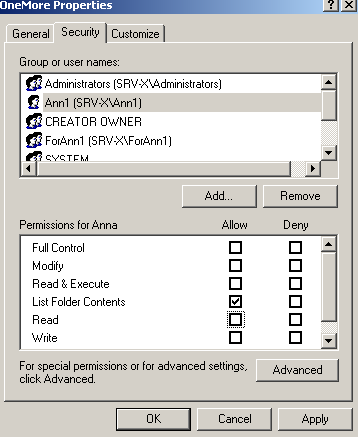 OneMore Properties
General Security Customize
Group or user names:
Administrators (SRV-X\Administrators)
Ann1 (SRV-X\Ann1)
CREATOR OWNER
ForAnn1 (SRV-X\ForAnn1)
SYSTEM
Add... Remove
Permissions for Anna Allow Deny
Full Control
Modify
Read & Execute
List Folder Contents
Read
Write
For special permissions or for advanced settings,
click Advanced.
Advanced
OK Cancel Apply